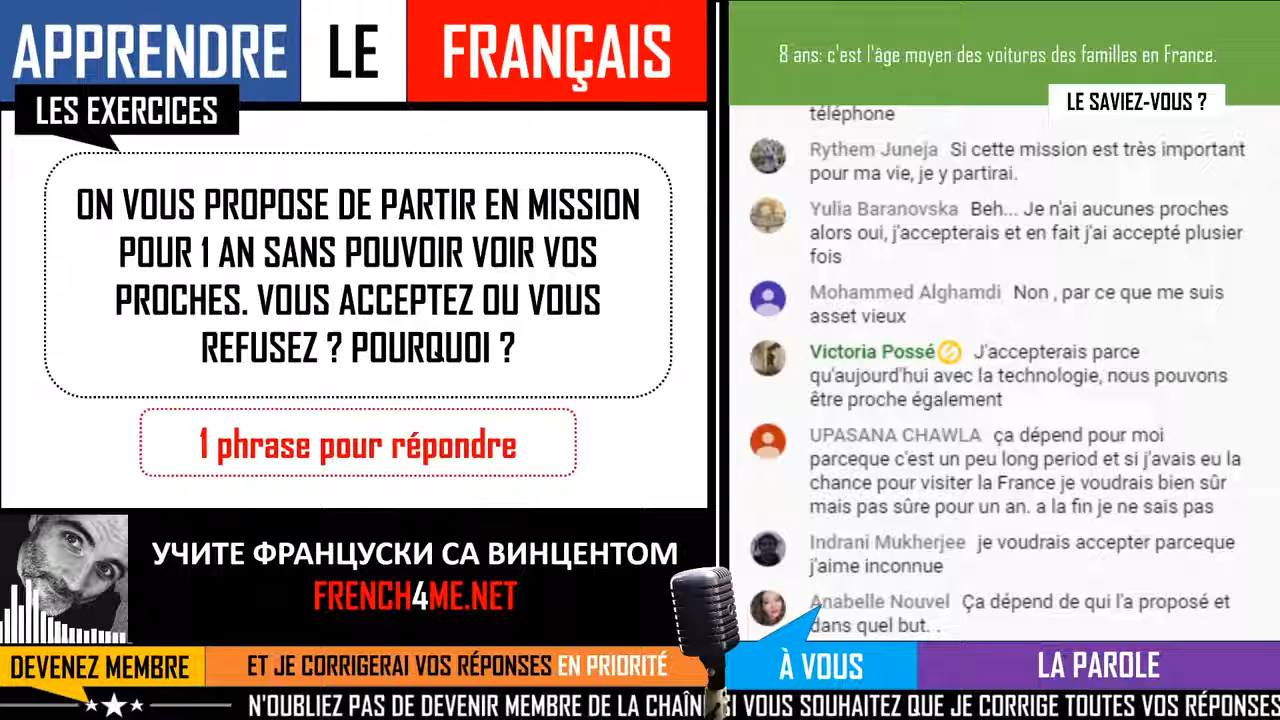 APPRENDRE LE FRANÇAIS
LES EXERCICES
ON VOUS PROPOSE DE PARTIR EN MISSION
POUR 1 AN SANS POUVOIR VOIR VOS
PROCHES. VOUS ACCEPTEZ OU VOUS
REFUSEZ ? POURQUOI ?
1 phrase pour répondre
УЧИТЕ ФРАНЦУСКИ СА ВИНЦЕНТОМ
FRENCH4ME.NET
DEVENEZ MEMBRE
ET JE CORRIGERAI VOS RÉPONSES EN PRIORITÉ
8 ans: c'est l'âge moyen des voitures des familles en France.
LE SAVIEZ-VOUS ?
téléphone
Rythem Juneja Si cette mission est très important
pour ma vie, je y partirai.
Yulia Baranovska Beh... Je n'ai aucunes proches
alors oui, j'accepterais et en fait j'ai accepté plusier
fois
Mohammed Alghamdi Non , par ce que me suis
asset vieux
Victoria Possé J'accepterais parce
qu'aujourd'hui avec la technologie, nous pouvons
être proche également
UPASANA CHAWLA ça dépend pour moi
parceque c'est un peu long period et si j'avais eu la
chance pour visiter la France je voudrais bien sûr
mais pas sûre pour un an. a la fin je ne sais pas
Indrani Mukherjee je voudrais accepter parceque
j'aime inconnue
Anabelle Nouvel Ça dépend de qui l'a proposé et
dans quel but. .
À VOUS
LA PAROLE
N'OUBLIEZ PAS DE DEVENIR MEMBRE DE LA CHAÎN SI VOUS SOUHAITEZ QUE JE CORRIGE TOUTES VOS RÉPONSES